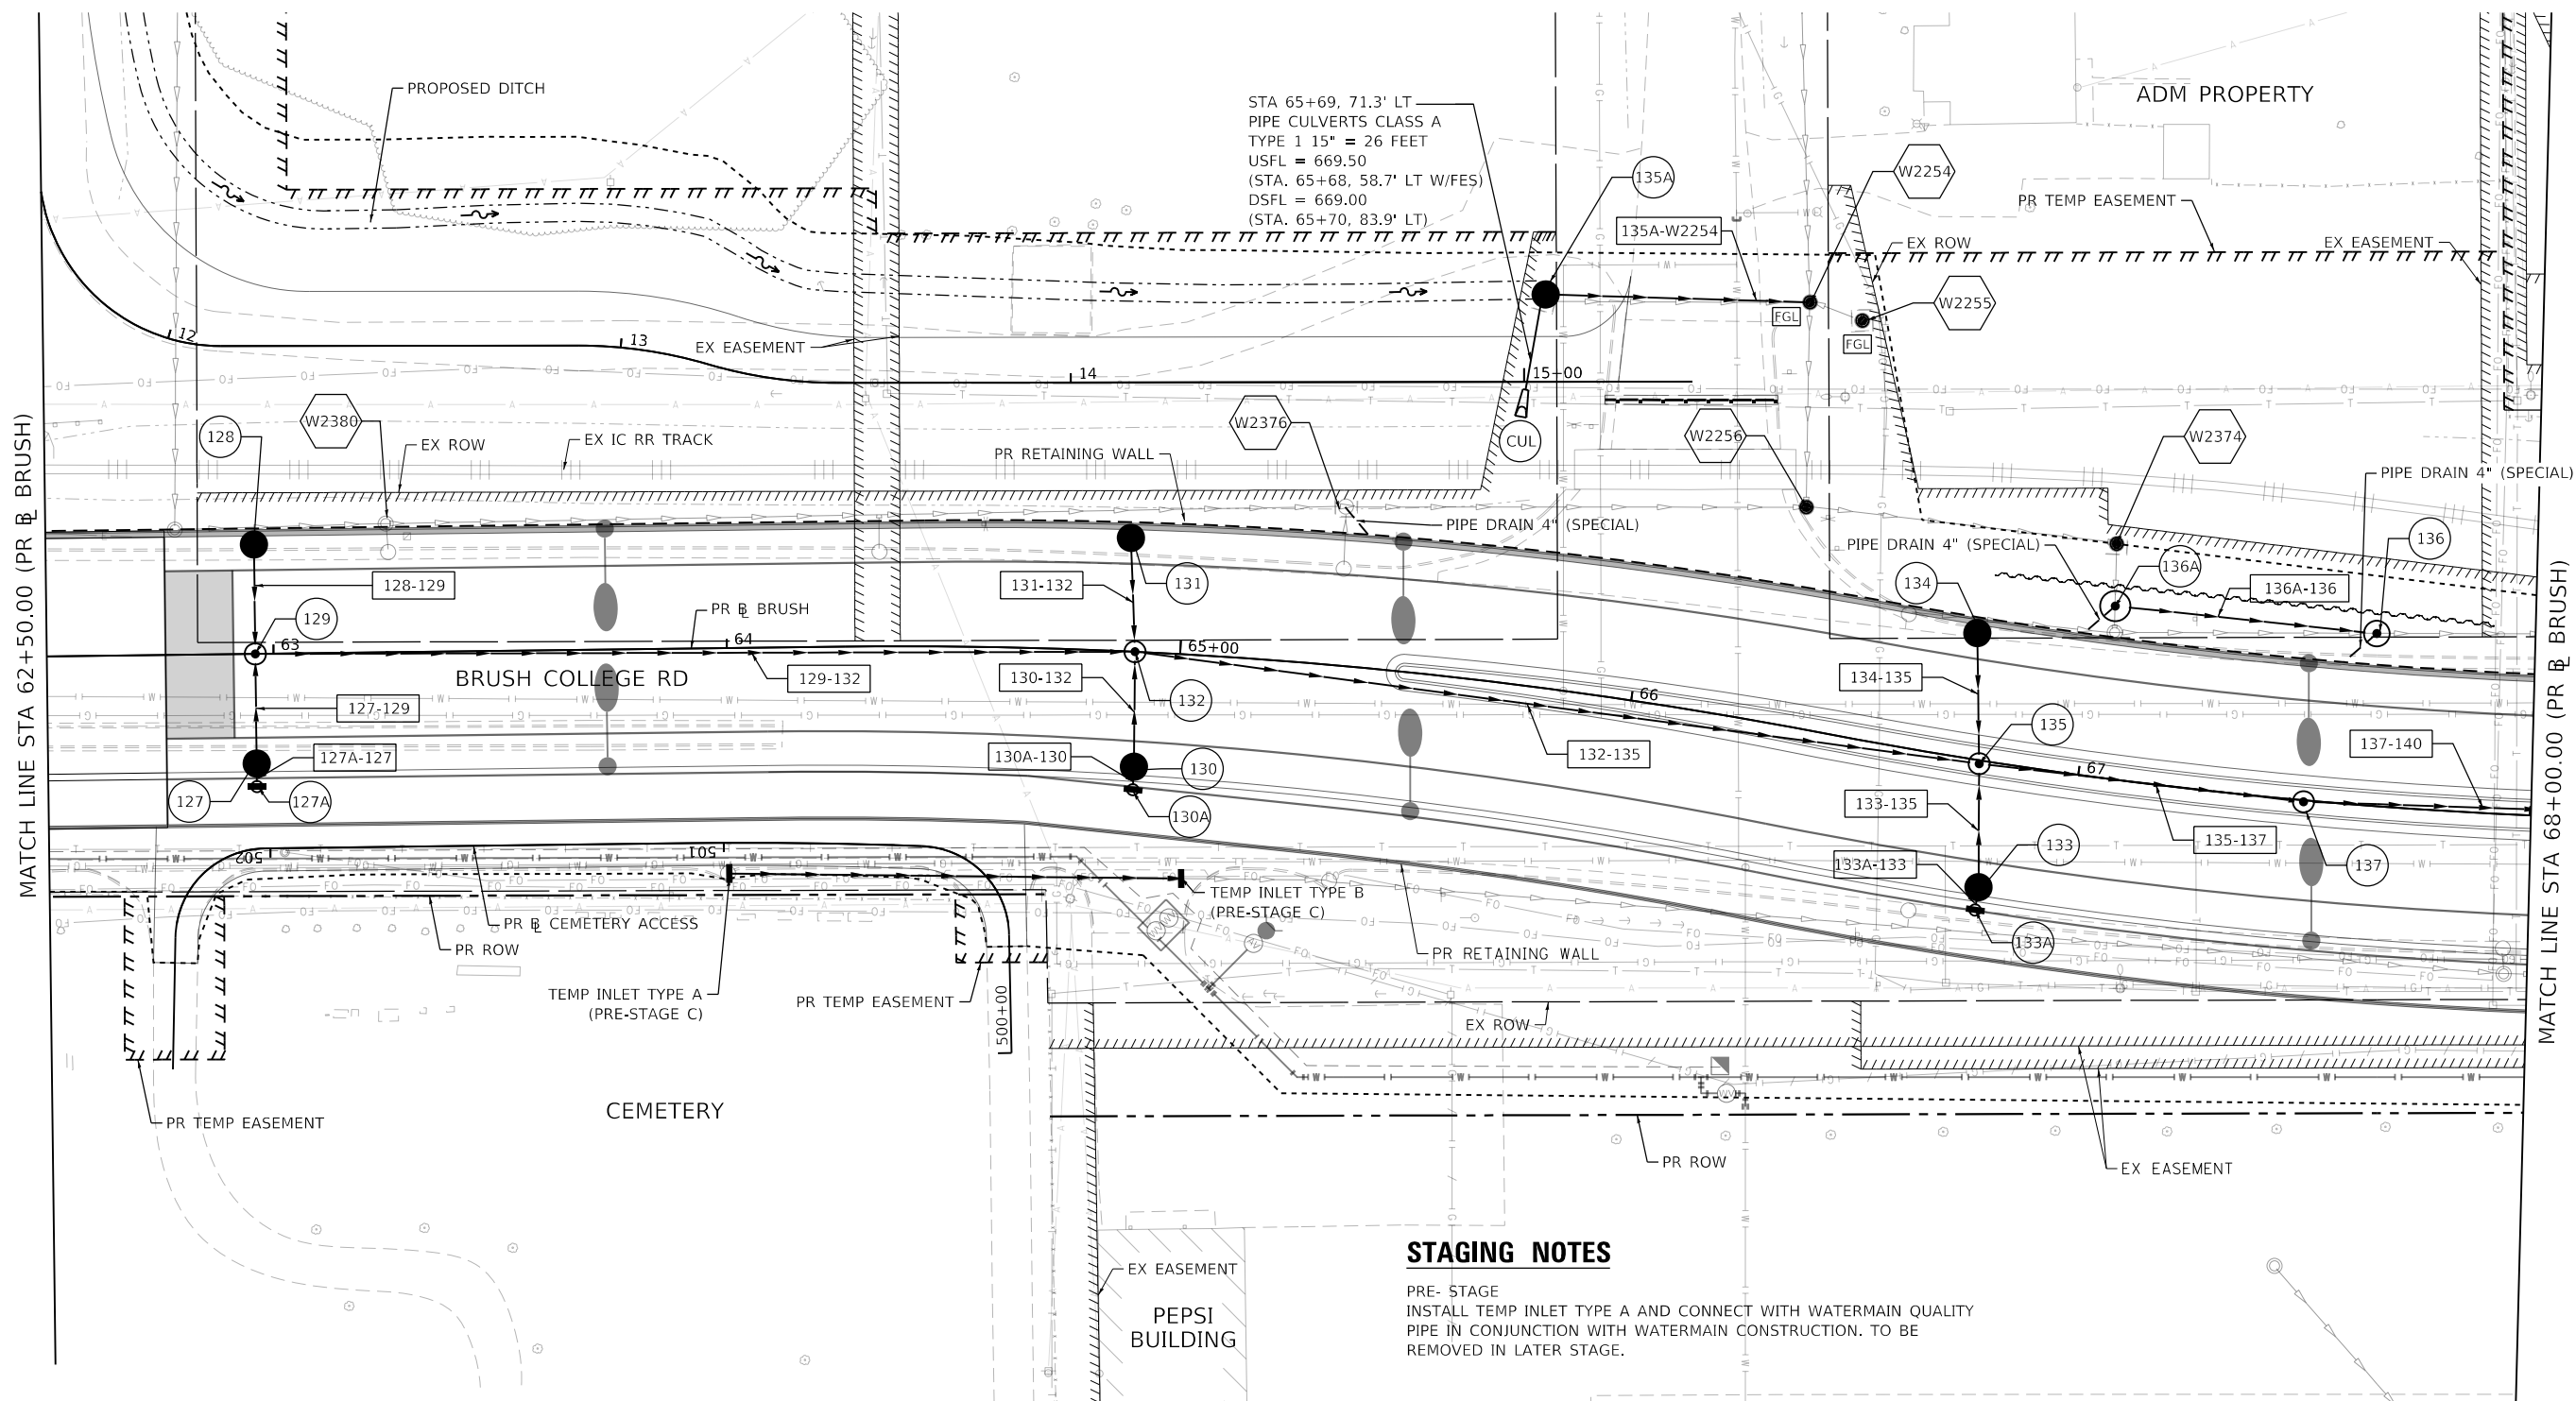 PROPOSED DITCH
STA 65+69, 71.3' LT
PIPE CULVERTS CLASS A
TYPE 1 15" = 26 FEET
USFL = 669.50
(STA. 65+68, 58.7' LT W/FES)
DSFL = 669.00
(STA. 65+70, 83.9' LT)
135A
W2254
ADM PROPERTY
PR TEMP EASEMENT
135A-W2254
EX ROW
EX EASEMENT
W2255
FGL
FGL
12
13
EX EASEMENT
14
15+00
128
W2380
EX ROW
EX IC RR TRACK
W2376
CUL
PR RETAINING WALL
W2256
W2374
PIPE DRAIN 4" (SPECIAL)
PIPE DRAIN 4" (SPECIAL)
PIPE DRAIN 4" (SPECIAL)
136
136A
136A-136
134
128-129
131-132
131
129
PR BL BRUSH
63
64
65+00
66
67
BRUSH COLLEGE RD
129-132
130-132
132
134-135
135
127-129
127A-127
127
127A
130A-130
130
130A
132-135
137-140
133-135
135-137
133A-133
133
137
133A
MATCH LINE STA 62+50.00 (PR BL BRUSH)
MATCH LINE STA 68+00.00 (PR BL BRUSH)
502
501
500+00
PR BL CEMETERY ACCESS
PR ROW
TEMP INLET TYPE B
(PRE-STAGE C)
PR RETAINING WALL
TEMP INLET TYPE A
(PRE-STAGE C)
PR TEMP EASEMENT
EX ROW
PR TEMP EASEMENT
CEMETERY
PR ROW
EX EASEMENT
EX EASEMENT
PEPSI
BUILDING
STAGING NOTES
PRE- STAGE
INSTALL TEMP INLET TYPE A AND CONNECT WITH WATERMAIN QUALITY
PIPE IN CONJUNCTION WITH WATERMAIN CONSTRUCTION. TO BE
REMOVED IN LATER STAGE.